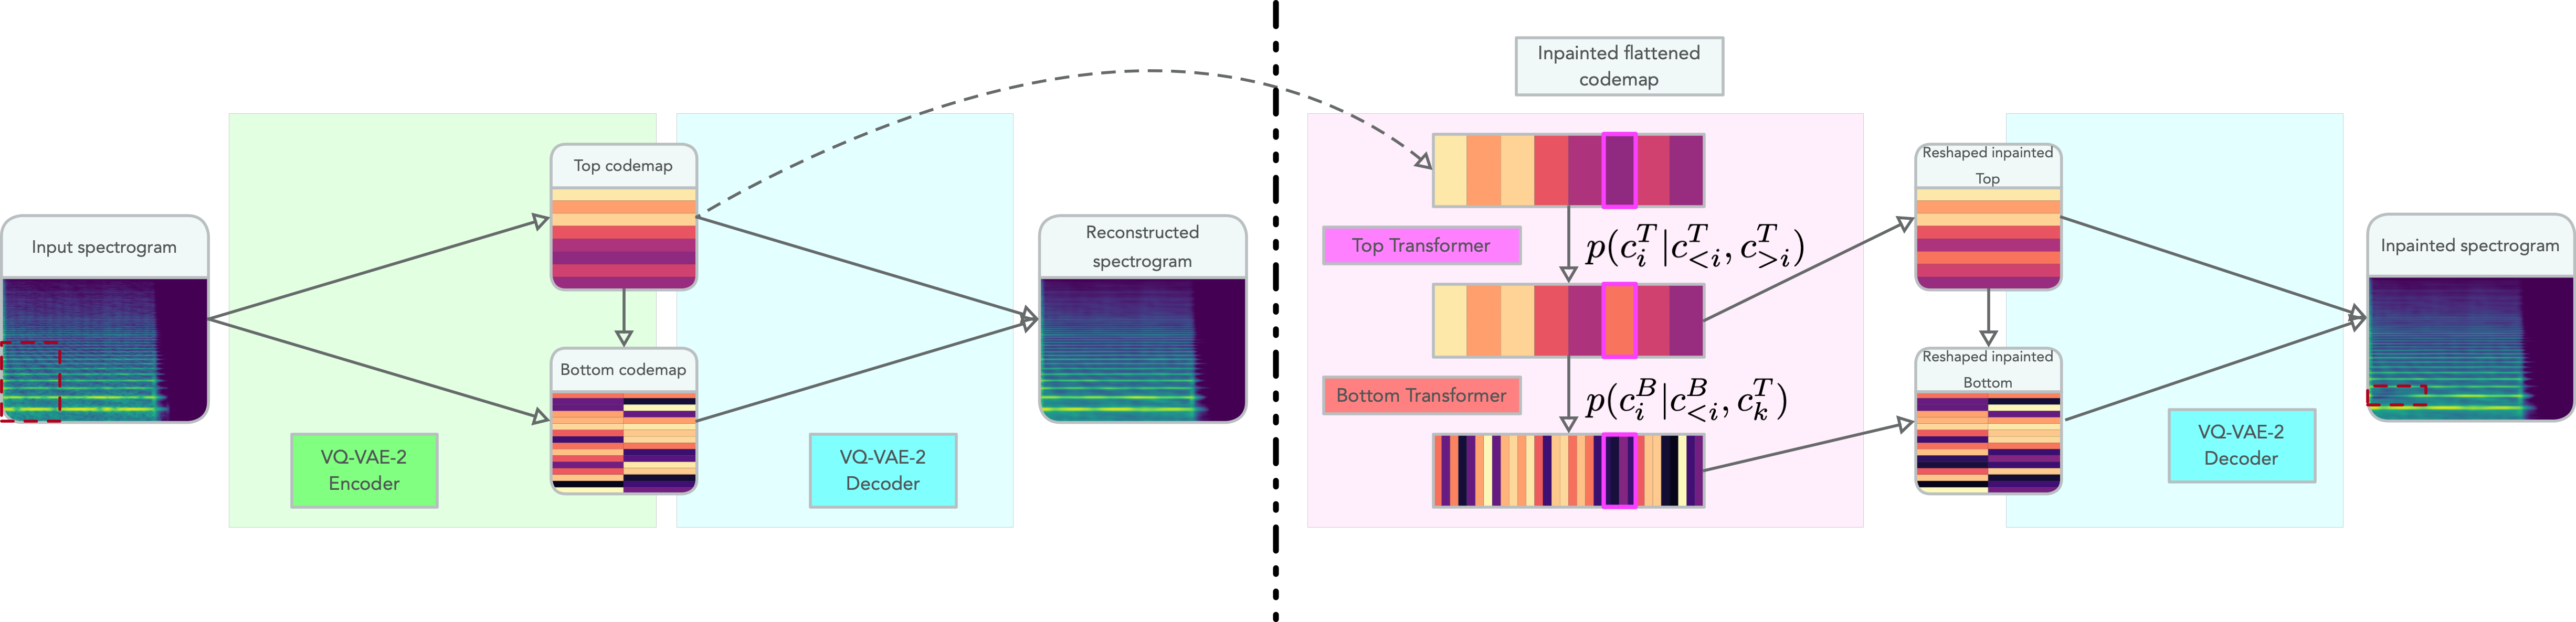 Input spectrogram
Top codemap
Bottom codemap
VQ-VAE-2
Encoder
VQ-VAE-2
Decoder
Reconstructed
spectrogram
Inpainted flattened
codemap
Top Transformer
$p(c_i^T|c_{<i}^T, c_{>i}^T)$
Bottom Transformer
$p(c_i^B|c_{<i}^B, c_k^T)$
Reshaped inpainted
Top
Reshaped inpainted
Bottom
VQ-VAE-2
Decoder
Inpainted spectrogram